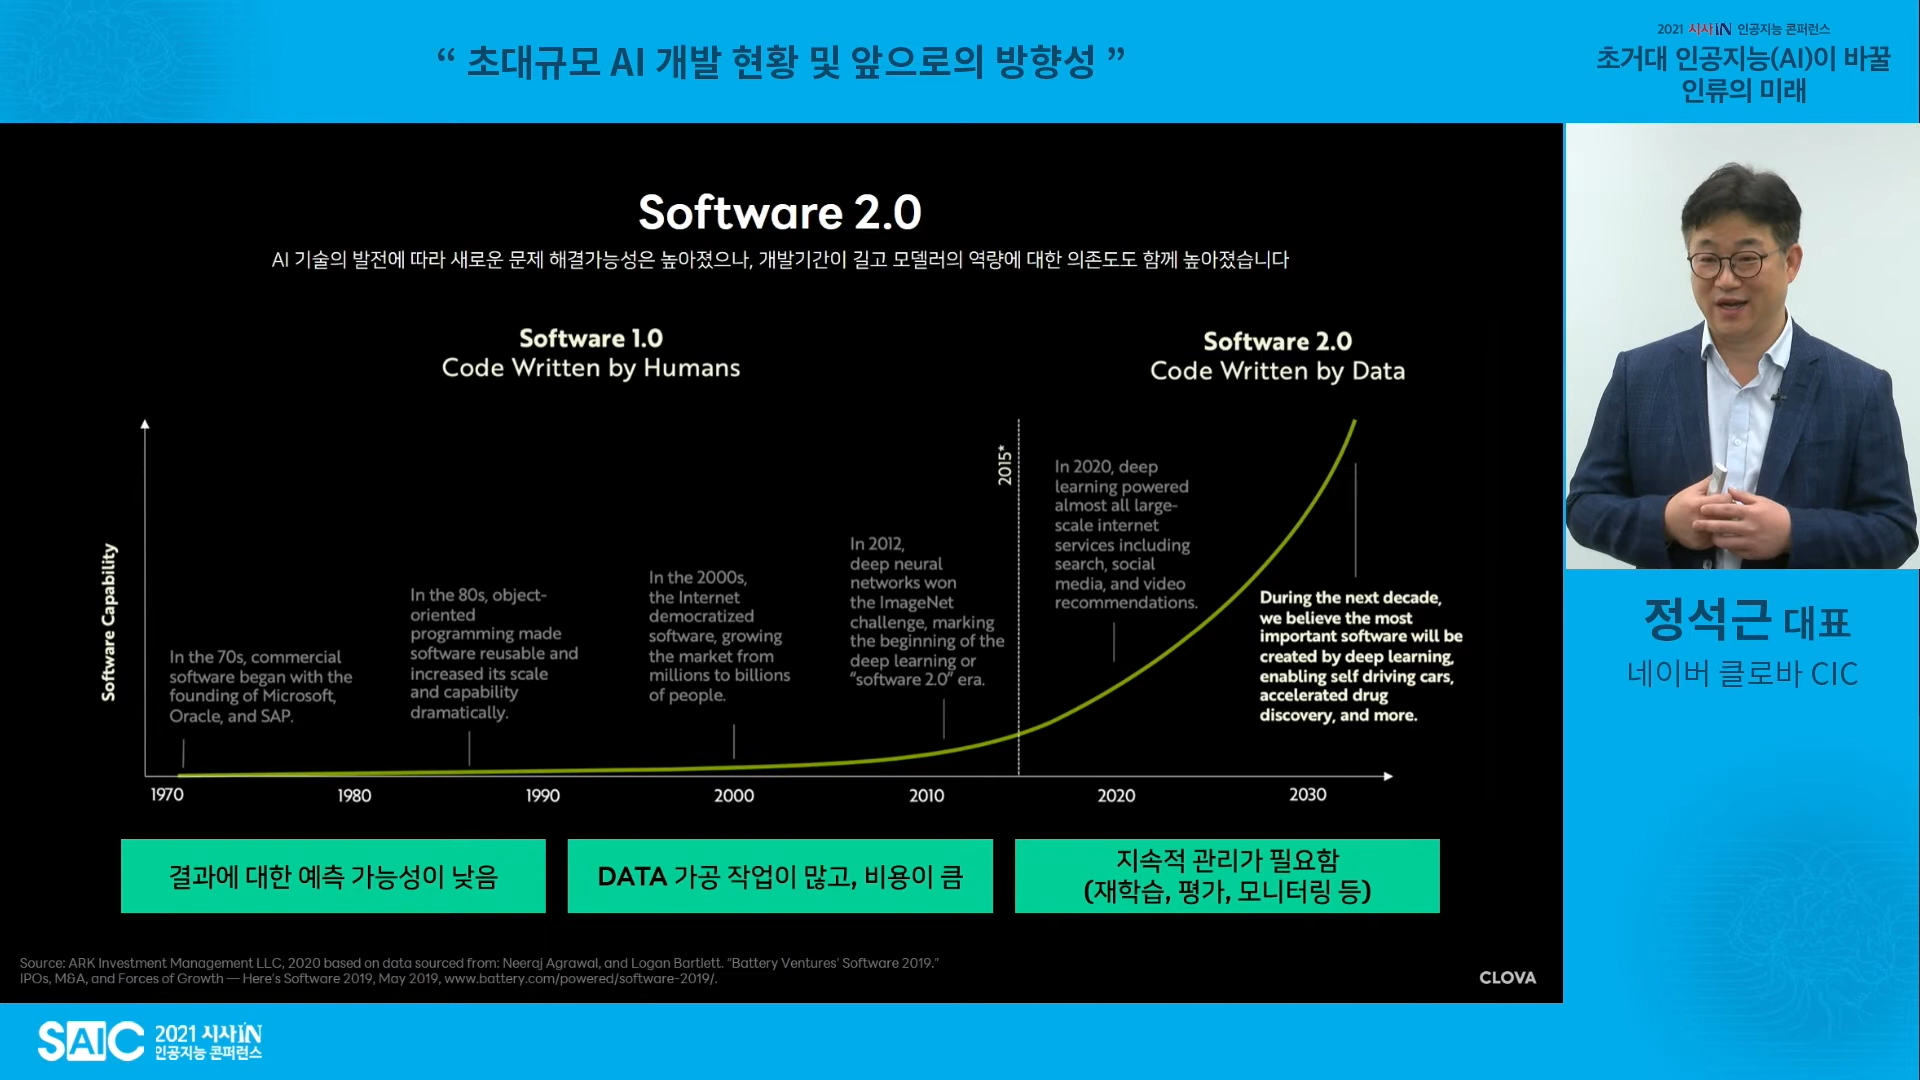 “ 초대규모 AI 개발 현황 및 앞으로의 방향성 ”
2021 시사IN 인공지능 콘퍼런스
초거대 인공지능(AI)이 바꿀
인류의 미래
Software 2.0
AI 기술의 발전에 따라 새로운 문제 해결가능성은 높아졌으나, 개발기간이 길고 모델러의 역량에 대한 의존도도 함께 높아졌습니다
Software 1.0
Code Written by Humans
Software 2.0
Code Written by Data
Software Capability
In the 70s, commercial
software began with the
founding of Microsoft,
Oracle, and SAP.
In the 80s, object-
oriented
programming made
software reusable and
increased its scale
and capability
dramatically.
In the 2000s,
the Internet
democratized
software, growing
the market from
millions to billions
of people.
In 2012,
deep neural
networks won
the ImageNet
challenge, marking
the beginning of the
deep learning or
“software 2.0” era.
2015*
In 2020, deep
learning powered
almost all large-
scale internet
services including
search, social
media, and video
recommendations.
During the next decade,
we believe the most
important software will be
created by deep learning,
enabling self driving cars,
accelerated drug
discovery, and more.
1970
1980
1990
2000
2010
2020
2030
결과에 대한 예측 가능성이 낮음
DATA 가공 작업이 많고, 비용이 큼
지속적 관리가 필요함
(재학습, 평가, 모니터링 등)
Source: ARK Investment Management LLC, 2020 based on data sourced from: Neeraj Agrawal, and Logan Bartlett. "Battery Ventures' Software 2019."
IPOs, M&A, and Forces of Growth — Here's Software 2019, May 2019, www.battery.com/powered/software-2019/.
CLOVA
정석근 대표
네이버 클로바 CIC
SAIC
2021 시사IN
인공지능 콘퍼런스